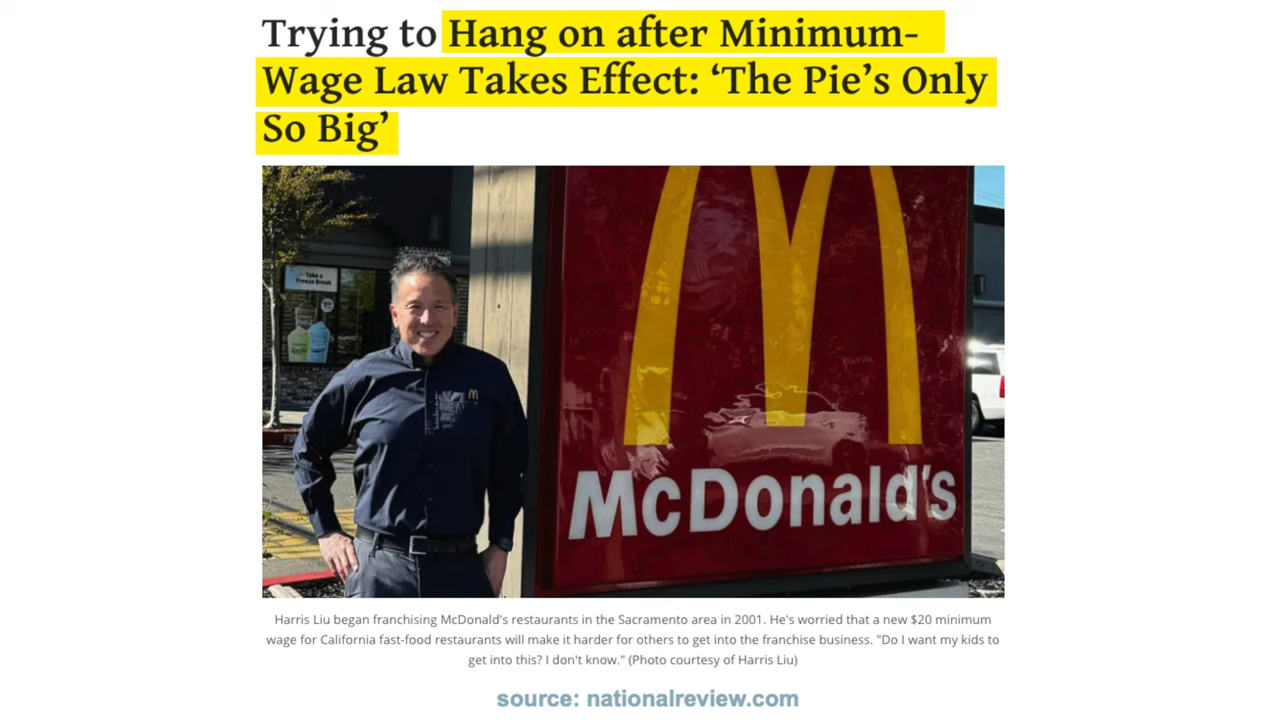 Trying to Hang on after Minimum-
Wage Law Takes Effect: ‘The Pie’s Only
So Big’
Take a
Freeze Break
McDonald's
Harris Liu began franchising McDonald's restaurants in the Sacramento area in 2001. He's worried that a new $20 minimum
wage for California fast-food restaurants will make it harder for others to get into the franchise business. "Do I want my kids to
get into this? I don't know." (Photo courtesy of Harris Liu)
source: nationalreview.com